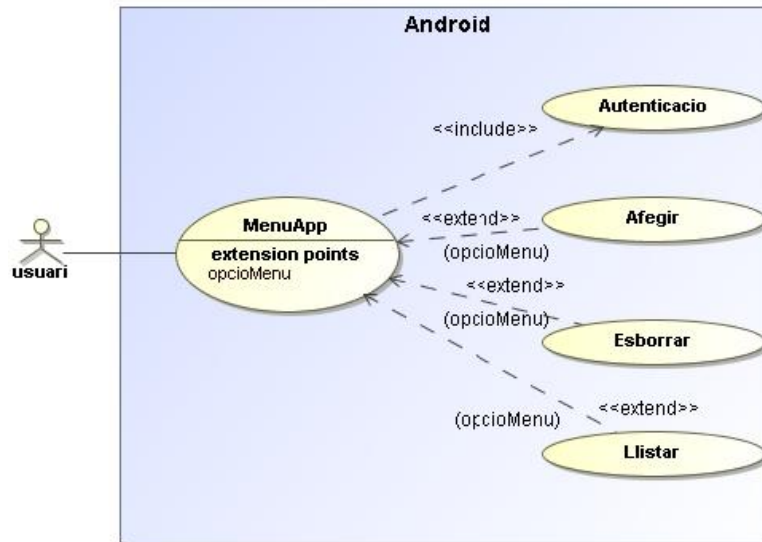 Android
Autenticacio
<<include>>
MenuApp
extension points
opcioMenu
usuari
<<extend>>
(opcioMenu)
Afegir
<<extend>>
(opcioMenu)
Esborrar
<<extend>>
(opcioMenu)
Llistar